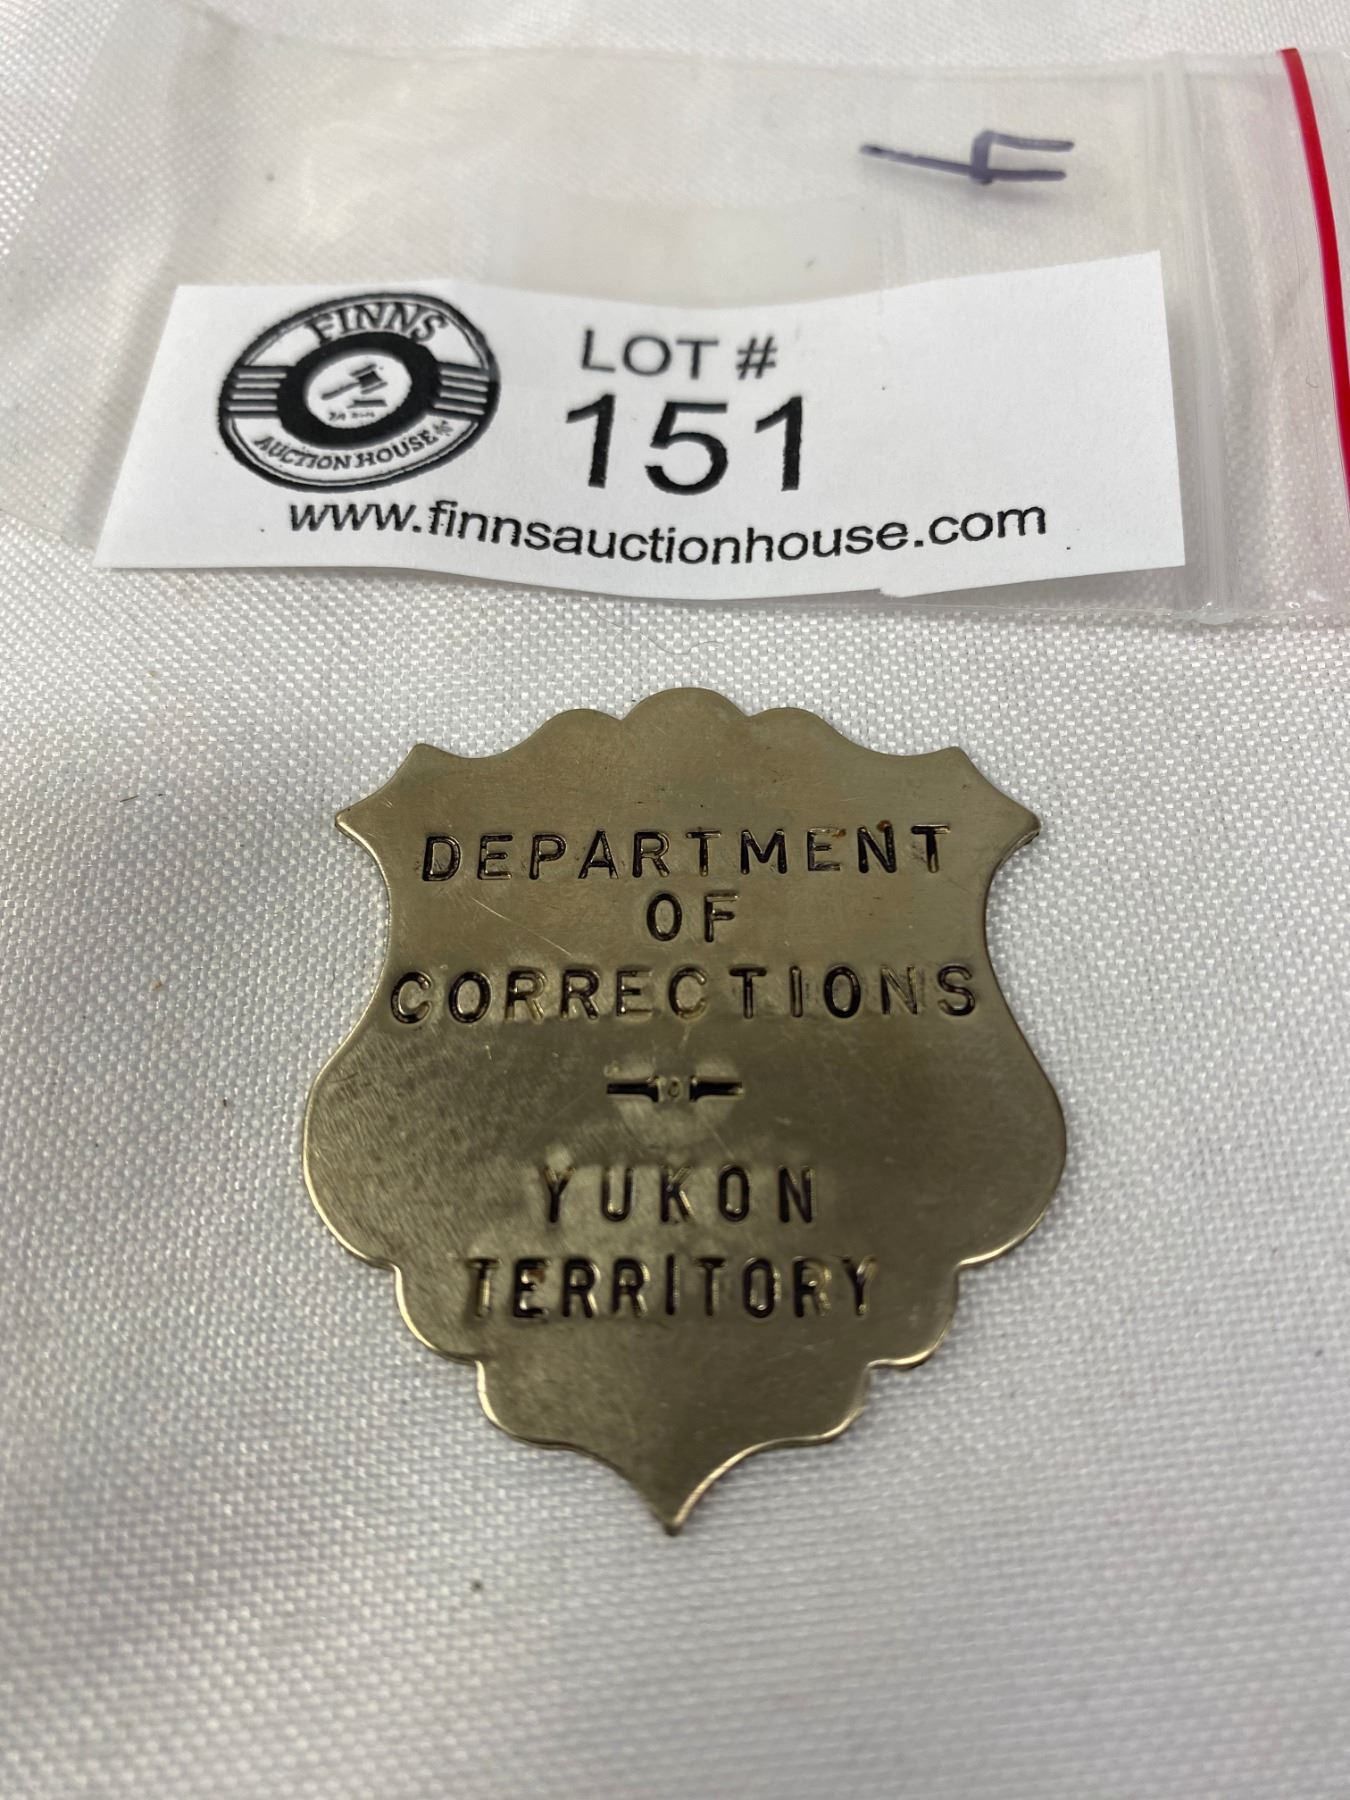 FINNS
AUCTION HOUSE
LOT #
151
www.finnsauctionhouse.com
DEPARTMENT
OF
CORRECTIONS
YUKON
TERRITORY